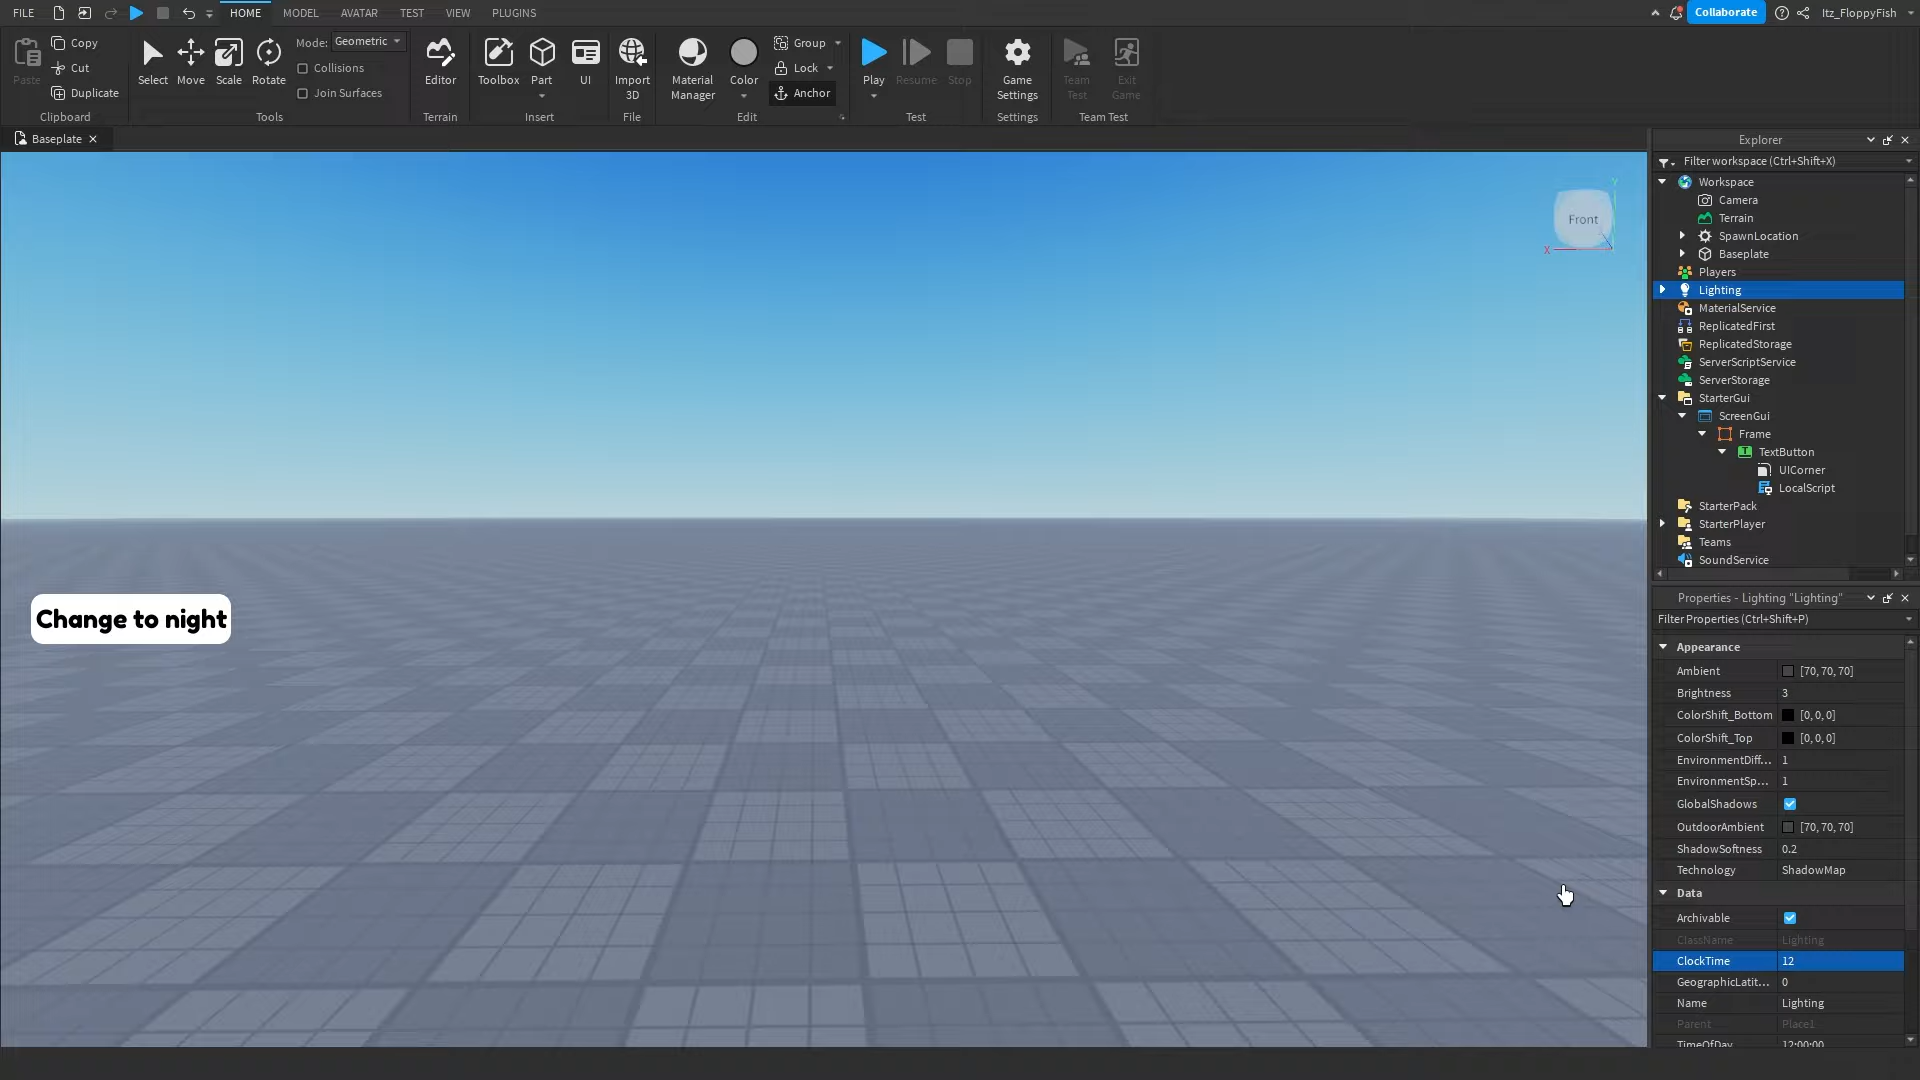 FILE HOME MODEL AVATAR TEST VIEW PLUGINS Collaborate Itz_FloppyFish
Paste Copy Cut Duplicate
Clipboard
Select Move Scale Rotate
Mode: Geometric
Collisions
Join Surfaces
Tools
Editor
Terrain
Toolbox Part UI
Insert
Import 3D
File
Material Manager
Color
Group
Lock
Anchor
Edit
Play Resume Stop
Test
Game Settings
Settings
Team Test
Exit Game
Team Test
Baseplate
Front
X
Y
Change to night
Explorer
Filter workspace (Ctrl+Shift+X)
Workspace
Camera
Terrain
SpawnLocation
Baseplate
Players
Lighting
MaterialService
ReplicatedFirst
ReplicatedStorage
ServerScriptService
ServerStorage
StarterGui
ScreenGui
Frame
TextButton
UICorner
LocalScript
StarterPack
StarterPlayer
Teams
SoundService
Properties - Lighting "Lighting"
Filter Properties (Ctrl+Shift+P)
Appearance
Ambient [70, 70, 70]
Brightness 3
ColorShift_Bottom [0, 0, 0]
ColorShift_Top [0, 0, 0]
EnvironmentDiff... 1
EnvironmentSp... 1
GlobalShadows
OutdoorAmbient [70, 70, 70]
ShadowSoftness 0.2
Technology ShadowMap
Data
Archivable
ClassName Lighting
ClockTime 12
GeographicLatit... 0
Name Lighting
Parent Place1
TimeOfDay 12:00:00